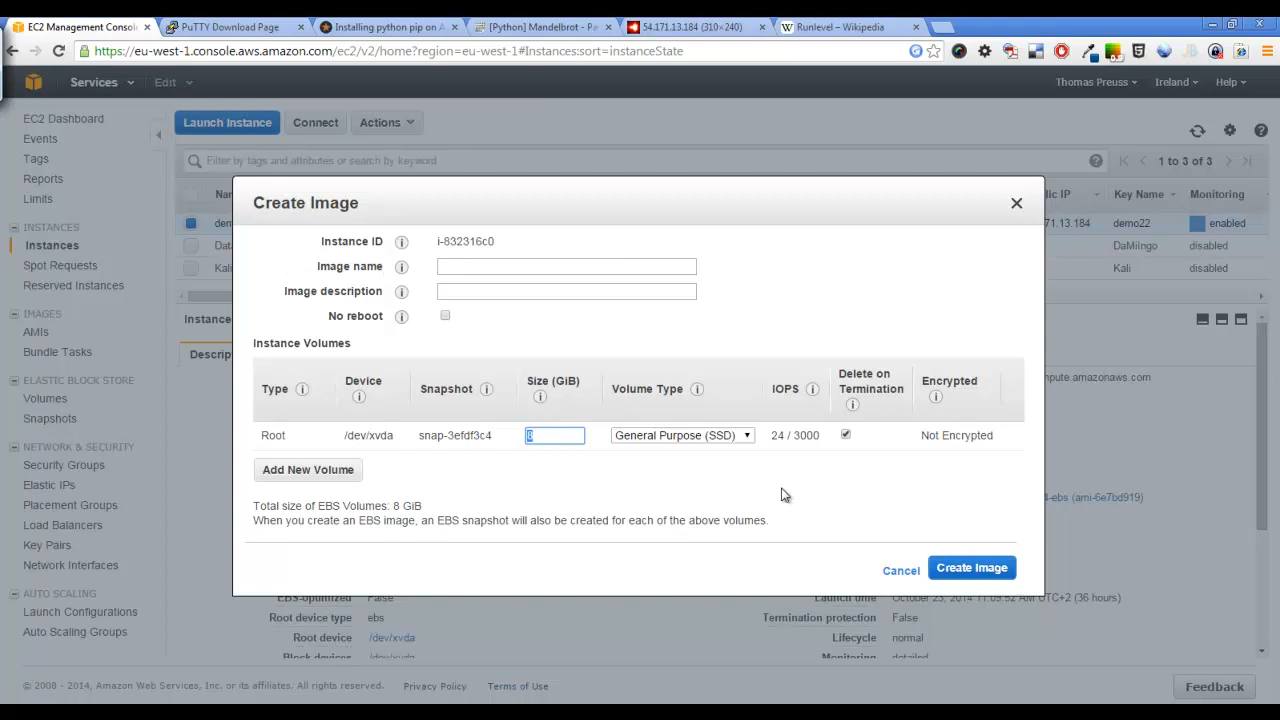 EC2 Management Console
PuTTY Download Page
Installing python pip on A
[Python] Mandelbrot - Pa
54.171.13.184 (310×240)
Runlevel – Wikipedia
https://eu-west-1.console.aws.amazon.com/ec2/v2/home?region=eu-west-1#Instances:sort=instanceState
Services
Edit
Thomas Preuss
Ireland
Help
EC2 Dashboard
Events
Tags
Reports
Limits
INSTANCES
Instances
Spot Requests
Reserved Instances
IMAGES
AMIs
Bundle Tasks
ELASTIC BLOCK STORE
Volumes
Snapshots
NETWORK & SECURITY
Security Groups
Elastic IPs
Placement Groups
Load Balancers
Key Pairs
Network Interfaces
AUTO SCALING
Launch Configurations
Auto Scaling Groups
Launch Instance
Connect
Actions
Filter by tags and attributes or search by keyword
1 to 3 of 3
Na
lic IP
Key Name
Monitoring
den
71.13.184
demo22
enabled
Dat
DaMiIngo
disabled
Kali
Kali
disabled
Instance
Descrip
Create Image
Instance ID i-832316c0
Image name
Image description
No reboot
Instance Volumes
Type Device Snapshot Size (GiB) Volume Type IOPS Delete on Termination Encrypted
Root /dev/xvda snap-3efdf3c4 8 General Purpose (SSD) 24 / 3000 Not Encrypted
Add New Volume
Total size of EBS Volumes: 8 GiB
When you create an EBS image, an EBS snapshot will also be created for each of the above volumes.
Cancel
Create Image
mpute.amazonaws.com
4-ebs (ami-6e7bd919)
EBS-optimized False
Launch time October 23, 2014 11:09:52 AM UTC+2 (36 hours)
Root device type ebs
Termination protection False
Root device /dev/xvda
Lifecycle normal
Block devices /dev/xvda
Monitoring detailed
© 2008 - 2014, Amazon Web Services, Inc. or its affiliates. All rights reserved.
Privacy Policy
Terms of Use
Feedback